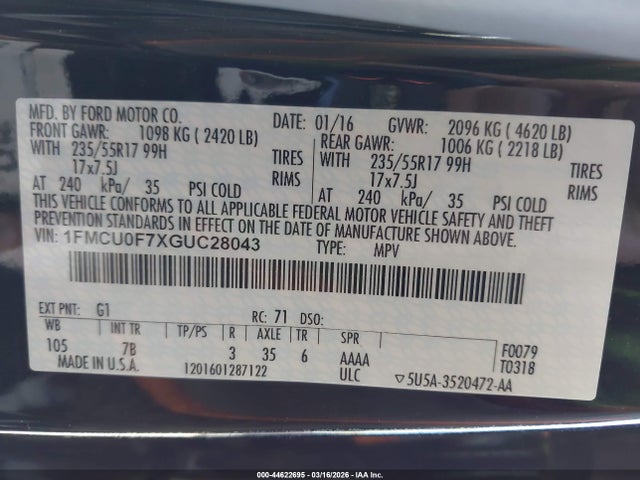 MFD. BY FORD MOTOR CO.
DATE: 01/16 GVWR: 2096 KG (4620 LB)
FRONT GAWR: 1098 KG (2420 LB)
REAR GAWR: 1006 KG (2218 LB)
WITH 235/55R17 99H TIRES
WITH 235/55R17 99H TIRES
17x7.5J RIMS
17x7.5J RIMS
AT 240 kPa/ 35 PSI COLD
AT 240 kPa/ 35 PSI COLD
THIS VEHICLE CONFORMS TO ALL APPLICABLE FEDERAL MOTOR VEHICLE SAFETY AND THEFT
PREVENTION STANDARDS IN EFFECT ON THE DATE OF MANUFACTURE SHOWN ABOVE.
VIN: 1FMCU0F7XGUC28043
TYPE: MPV
EXT PNT: G1 RC: 71 DSO:
WB INT TR TP/PS R AXLE TR SPR
105 7B 3 35 6 AAAA
F0079
T0318
MADE IN U.S.A. 1201601287122 ULC ▽5U5A-3520472-AA
000-44622695 | 03/16/2026 | IAA Inc.